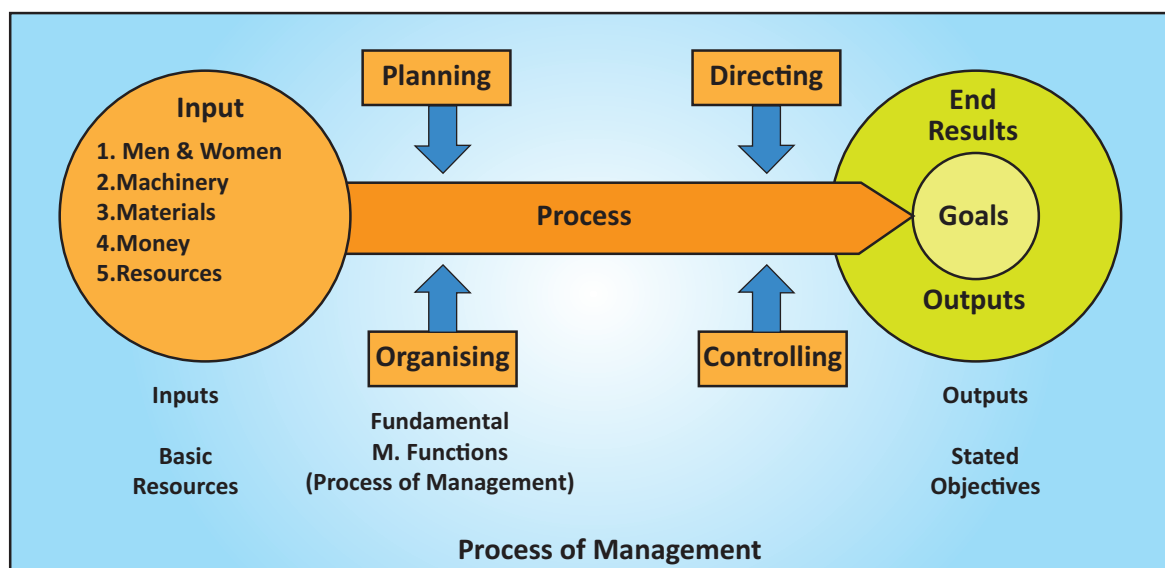 Input
1. Men & Women
2.Machinery
3.Materials
4.Money
5.Resources
Planning
Directing
Process
Organising
Controlling
End
Results
Goals
Outputs
Inputs
Basic
Resources
Fundamental
M. Functions
(Process of Management)
Outputs
Stated
Objectives
Process of Management